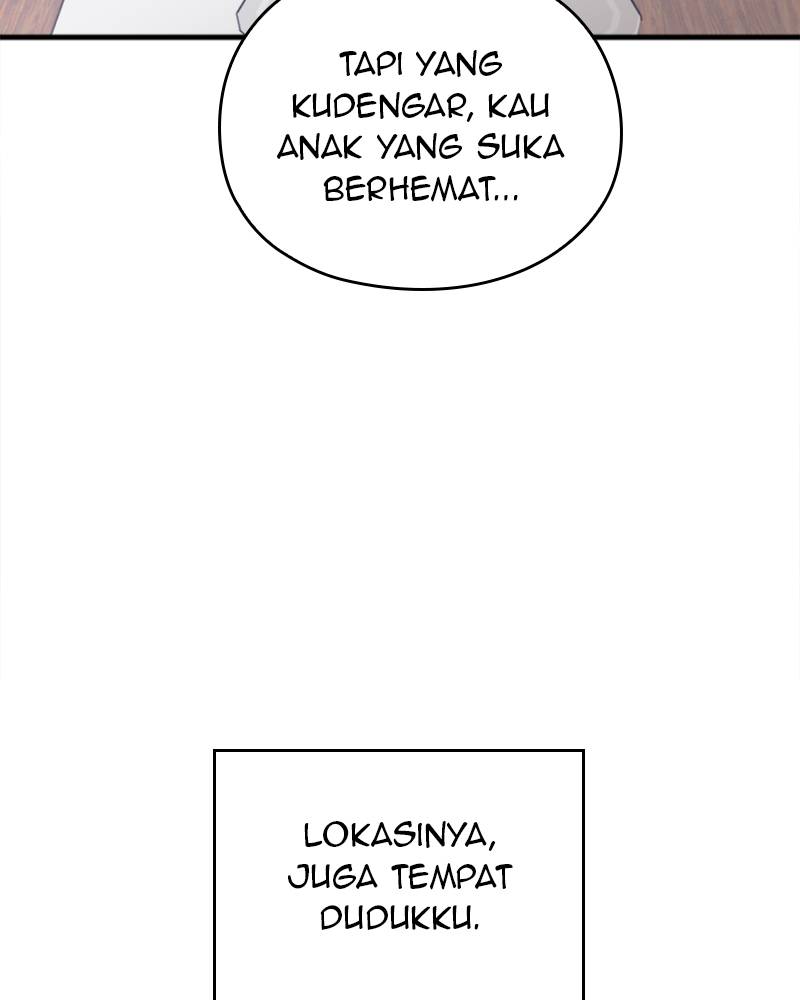 TAPI YANG
KUDENGAR, KAU
ANAK YANG SUKA
BERHEMAT...
LOKASINYA,
JUGA TEMPAT
DUDUKKU.